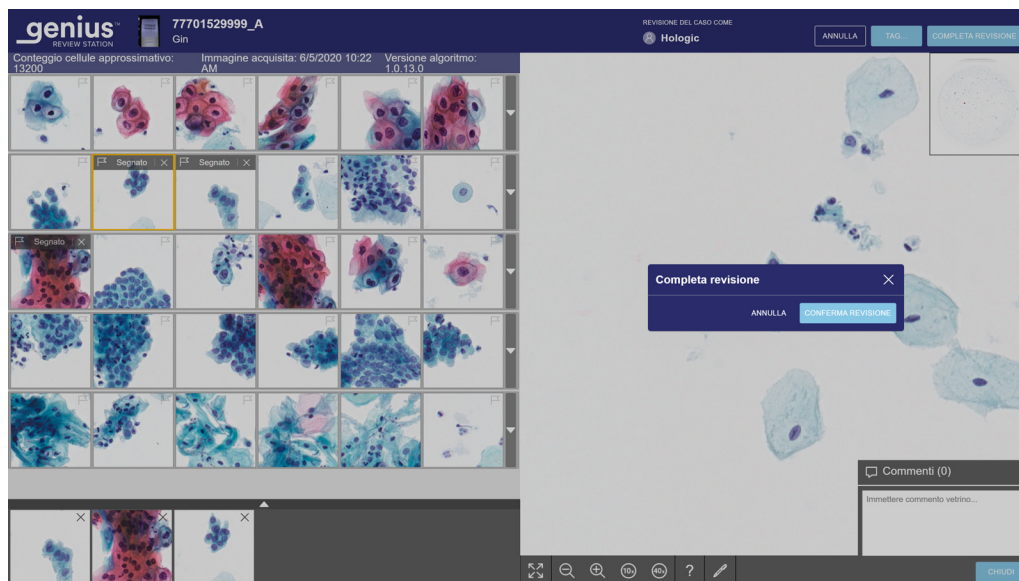 genius™
REVIEW STATION
77701529999_A
Gin
REVISIONE DEL CASO COME
Hologic
ANNULLA
TAG...
COMPLETA REVISIONE
Conteggio cellule approssimativo:
13200
Immagine acquisita: 6/5/2020 10:22
AM
Versione algoritmo:
1.0.13.0
Segnato
Segnato
Segnato
Completa revisione
ANNULLA
CONFERMA REVISIONE
Commenti (0)
Immettere commento vetrino...
10x
40x
?
CHIUDI